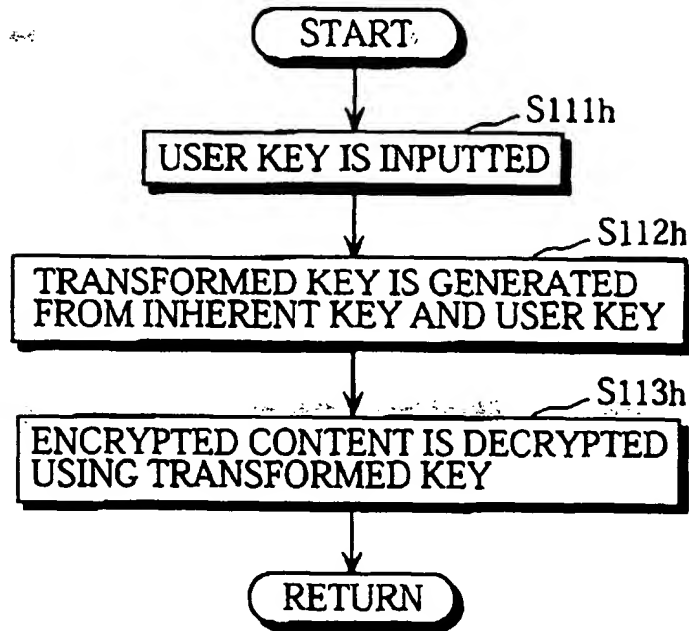 START
S111h
USER KEY IS INPUTTED
S112h
TRANSFORMED KEY IS GENERATED
FROM INHERENT KEY AND USER KEY
S113h
ENCRYPTED CONTENT IS DECRYPTED
USING TRANSFORMED KEY
RETURN